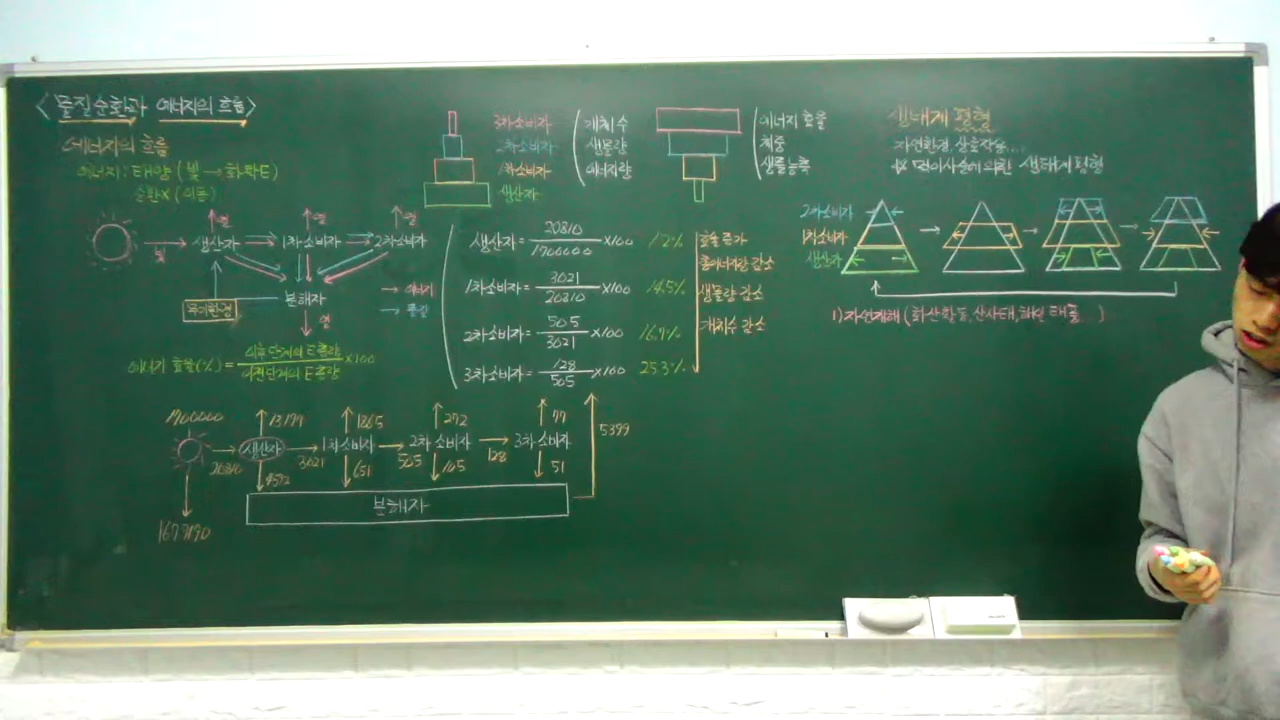 <물질순환과 에너지의 흐름>
에너지의 흐름
에너지: 태양 (빛 → 화학E)
순환X (이동)
열 열 열
빛 생산자 1차소비자 2차소비자
분해자
무기환경
열
→ 에너지
→ 물질
에너지 효율(%) = 이후단계의 E총량 / 이전단계의 E총량 ×100
3차소비자
2차소비자
1차소비자
생산자
개체수
생물량
에너지량
에너지 효율
체중
생물농축
생산자 = 20810 / 1700000 ×100 1.2%
1차소비자 = 3021 / 20810 ×100 14.5%
2차소비자 = 505 / 3021 ×100 16.7%
3차소비자 = 128 / 505 ×100 25.3%
효율 증가
총에너지량 감소
생물량 감소
개체수 감소
1700000 13197 1865 272 77
생산자 1차소비자 2차 소비자 3차 소비자
20810 3021 505 128
4592 651 105 51
분해자
5399
1679190
생태계 평형
자연환경, 상호작용...
※ 먹이사슬에 의한 생태계평형
2차소비자
1차소비자
생산자
1) 자연재해 (화산활동, 산사태, 해일, 태풍...)